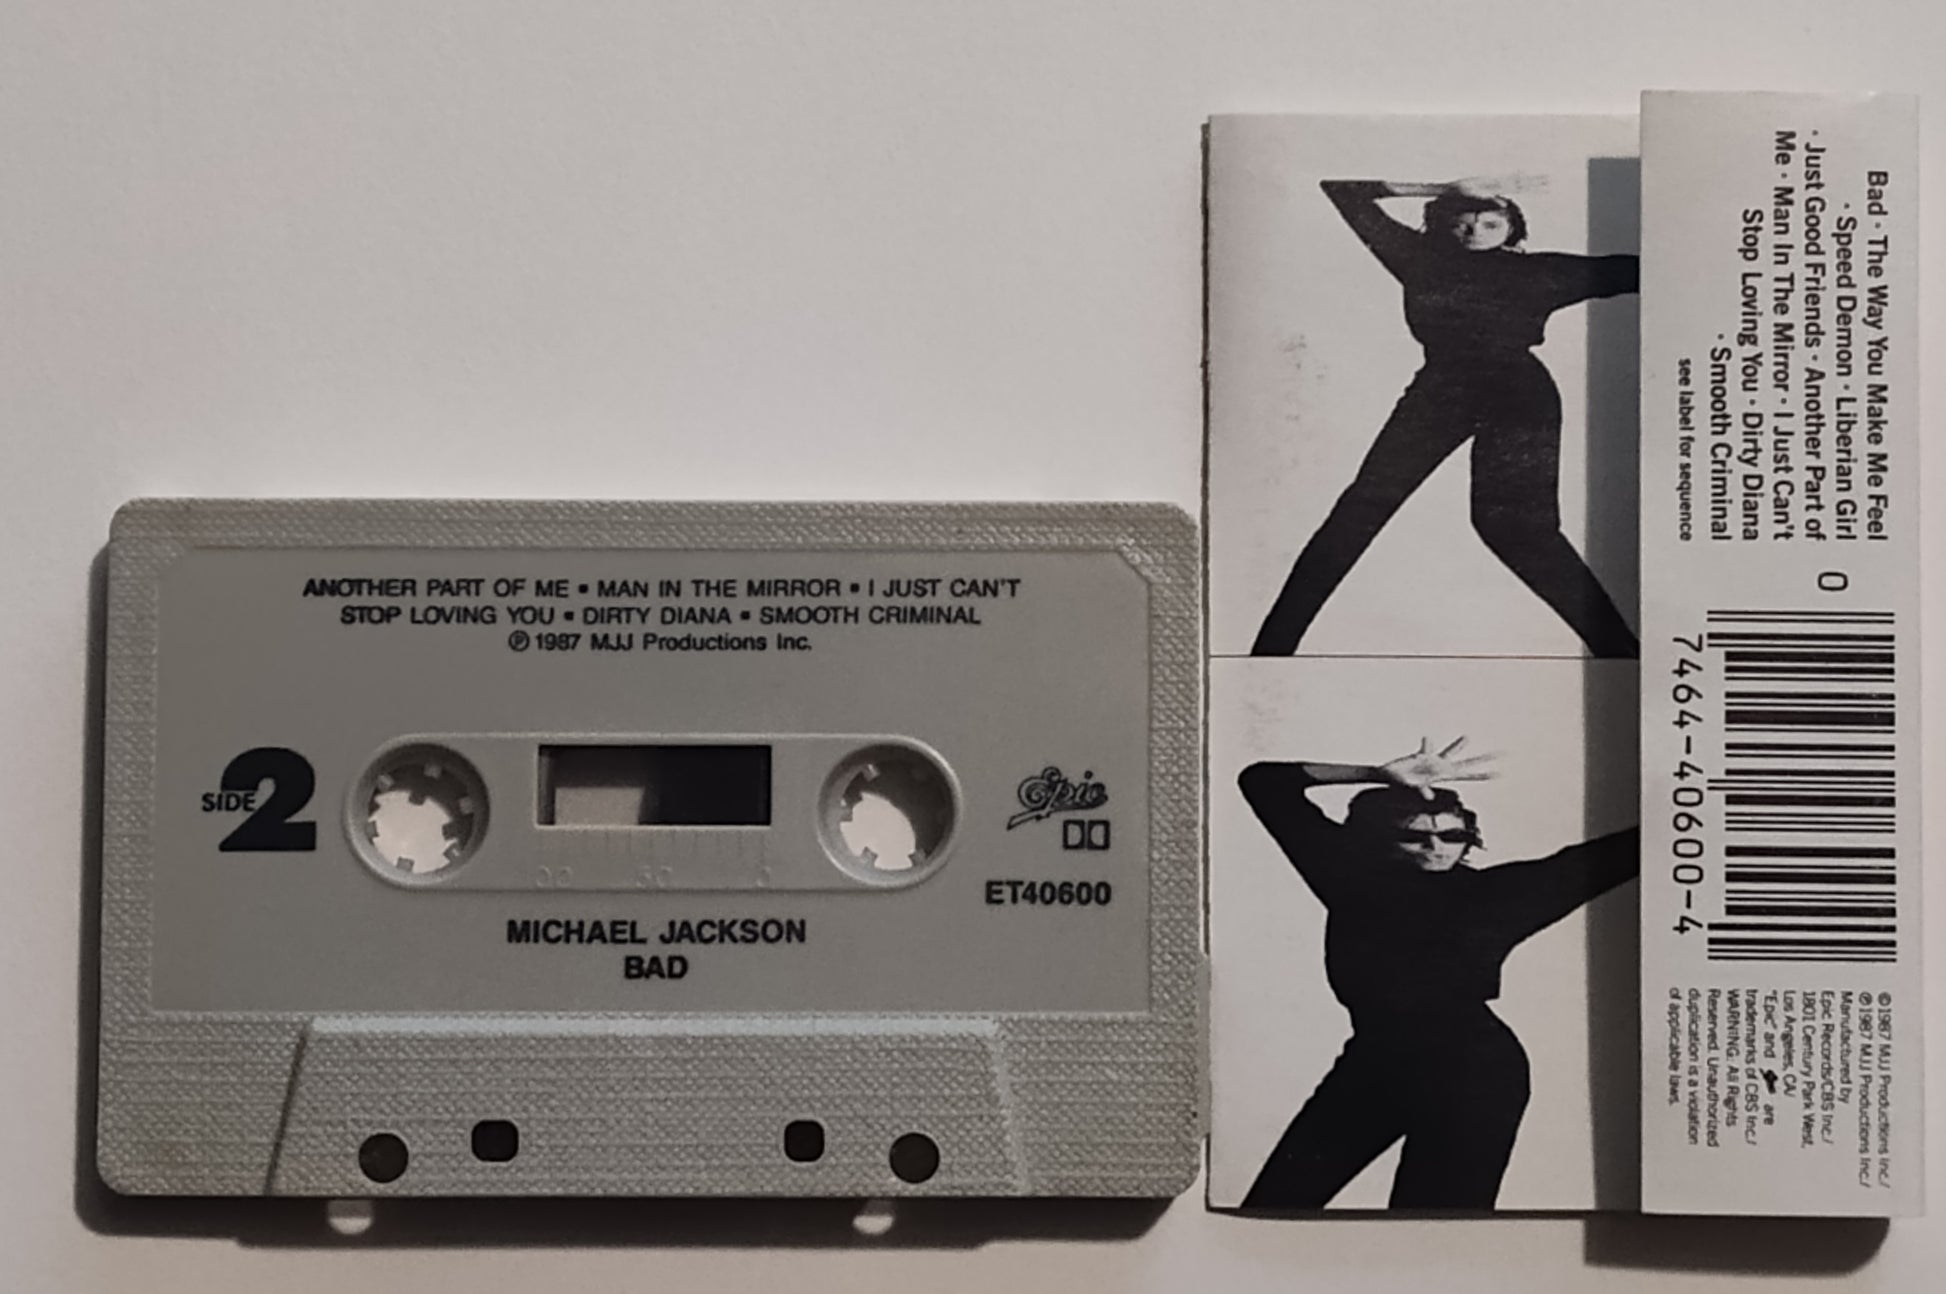 ANOTHER PART OF ME ▪ MAN IN THE MIRROR ▪ I JUST CAN'T
STOP LOVING YOU ▪ DIRTY DIANA ▪ SMOOTH CRIMINAL
℗ 1987 MJJ Productions Inc.
SIDE 2
Epic
ET40600
MICHAEL JACKSON
BAD
Bad · The Way You Make Me Feel
· Speed Demon · Liberian Girl
· Just Good Friends · Another Part of
Me · Man In The Mirror · I Just Can't
Stop Loving You · Dirty Diana
· Smooth Criminal
see label for sequence
0
7464-40600-4
©1987 MJJ Productions Inc./
℗1987 MJJ Productions Inc./
Manufactured by
Epic Records/CBS Inc./
1801 Century Park West,
Los Angeles, CA/
"Epic" and are
trademarks of CBS Inc./
WARNING: All Rights
Reserved. Unauthorized
duplication is a violation
of applicable laws.